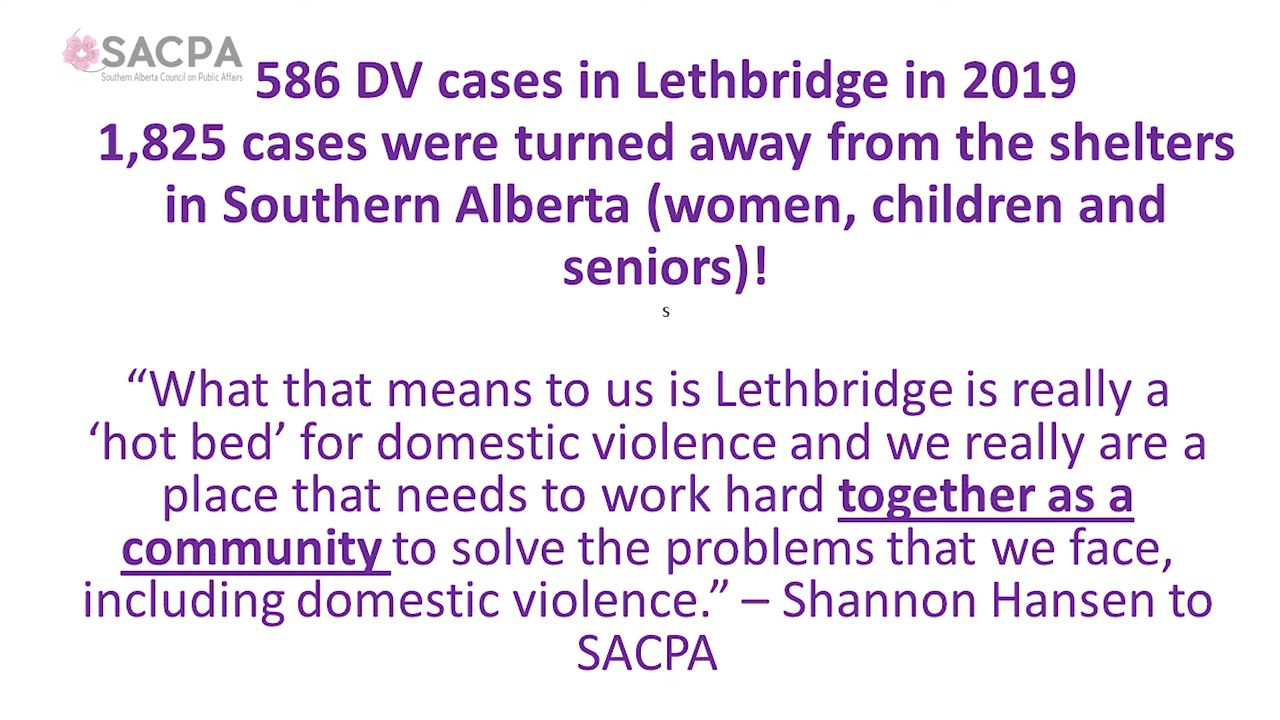 SACPA
Southern Alberta Council on Public Affairs
586 DV cases in Lethbridge in 2019
1,825 cases were turned away from the shelters
in Southern Alberta (women, children and
seniors)!
s
“What that means to us is Lethbridge is really a
‘hot bed’ for domestic violence and we really are a
place that needs to work hard together as a
community to solve the problems that we face,
including domestic violence.” – Shannon Hansen to
SACPA